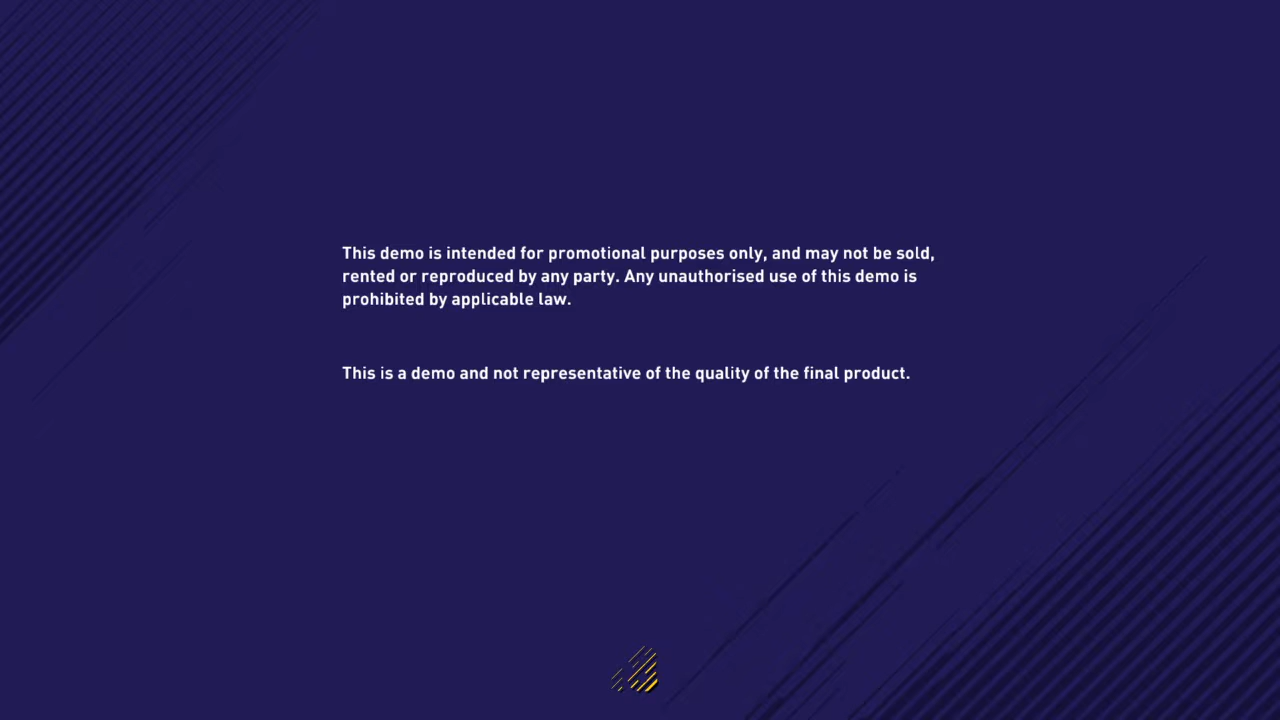 This demo is intended for promotional purposes only, and may not be sold,
rented or reproduced by any party. Any unauthorised use of this demo is
prohibited by applicable law.
This is a demo and not representative of the quality of the final product.